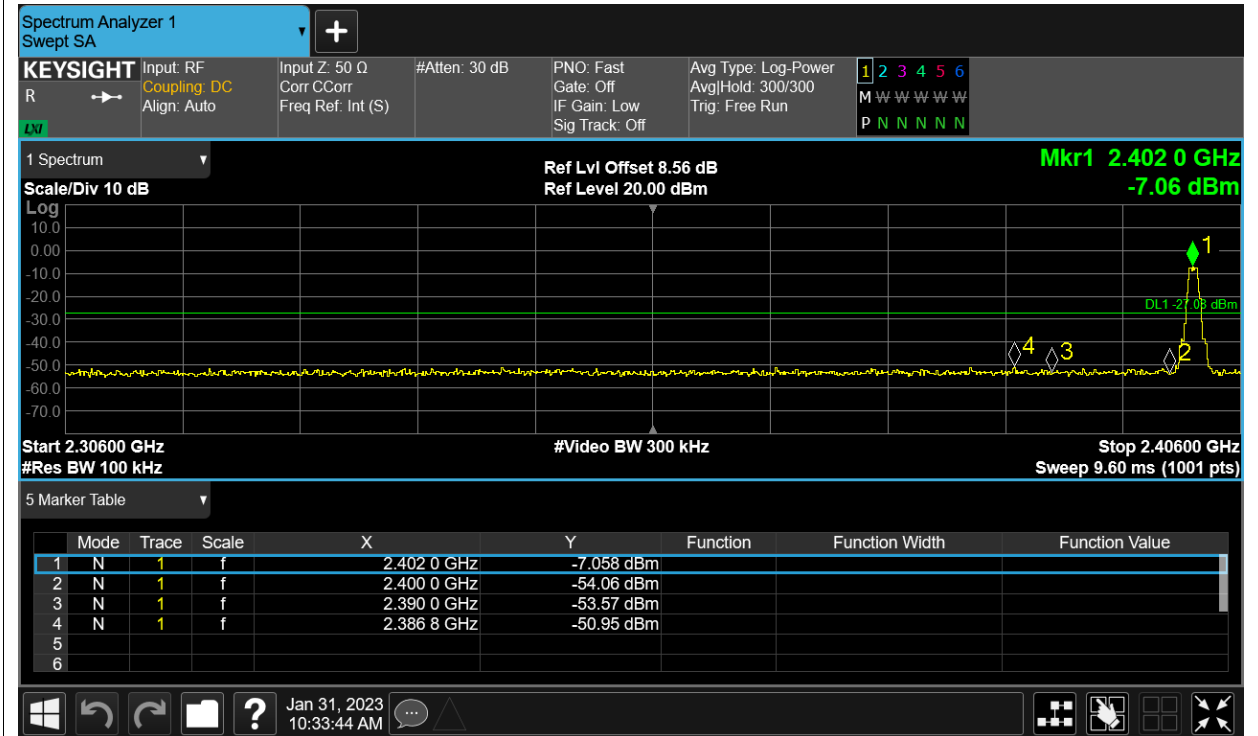 Spectrum Analyzer 1
Swept SA
KEYSIGHT
R
LXI
Input: RF
Coupling: DC
Align: Auto
Input Z: 50 Ω
Corr CCorr
Freq Ref: Int (S)
#Atten: 30 dB
PNO: Fast
Gate: Off
IF Gain: Low
Sig Track: Off
Avg Type: Log-Power
Avg|Hold: 300/300
Trig: Free Run
1 2 3 4 5 6
M W W W W W
P N N N N N
1 Spectrum
Scale/Div 10 dB
Ref Lvl Offset 8.56 dB
Ref Level 20.00 dBm
Mkr1 2.402 0 GHz
-7.06 dBm
Log
10.0
0.00
-10.0
-20.0
-30.0
-40.0
-50.0
-60.0
-70.0
1
DL1 -27.08 dBm
4
3
2
Start 2.30600 GHz
#Video BW 300 kHz
Stop 2.40600 GHz
#Res BW 100 kHz
Sweep 9.60 ms (1001 pts)
5 Marker Table
Mode Trace Scale X Y Function Function Width Function Value
1 N 1 f 2.402 0 GHz -7.058 dBm
2 N 1 f 2.400 0 GHz -54.06 dBm
3 N 1 f 2.390 0 GHz -53.57 dBm
4 N 1 f 2.386 8 GHz -50.95 dBm
5
6
?
Jan 31, 2023
10:33:44 AM